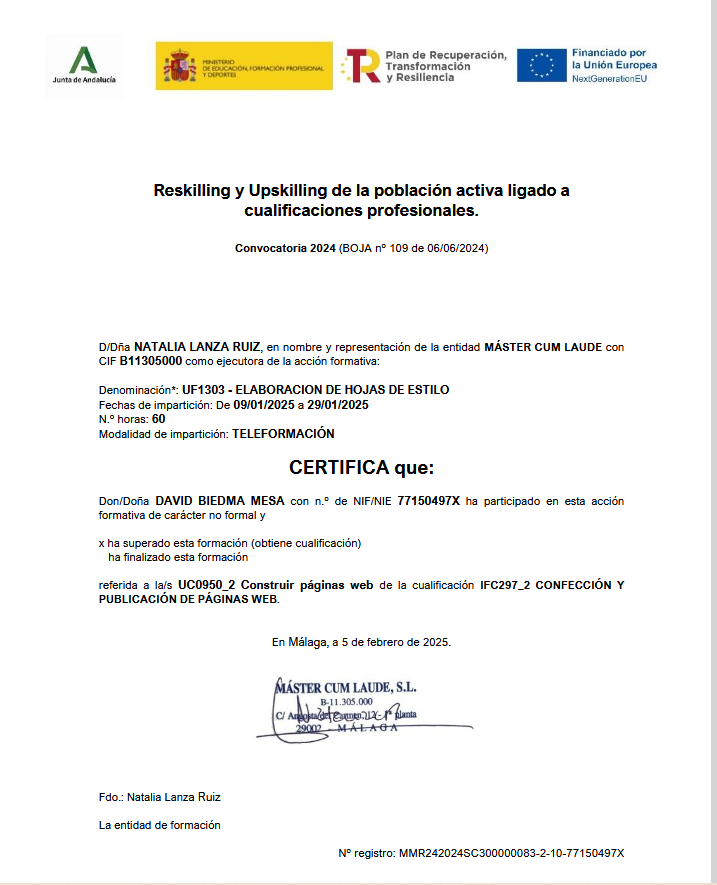 Junta de Andalucía
MINISTERIO
DE EDUCACIÓN, FORMACIÓN PROFESIONAL
Y DEPORTES
Plan de Recuperación,
Transformación
y Resiliencia
Financiado por
la Unión Europea
NextGenerationEU
Reskilling y Upskilling de la población activa ligado a
cualificaciones profesionales.
Convocatoria 2024 (BOJA nº 109 de 06/06/2024)
D/Dña NATALIA LANZA RUIZ, en nombre y representación de la entidad MÁSTER CUM LAUDE con
CIF B11305000 como ejecutora de la acción formativa:
Denominación*: UF1303 - ELABORACION DE HOJAS DE ESTILO
Fechas de impartición: De 09/01/2025 a 29/01/2025
N.º horas: 60
Modalidad de impartición: TELEFORMACIÓN
CERTIFICA que:
Don/Doña DAVID BIEDMA MESA con n.º de NIF/NIE 77150497X ha participado en esta acción
formativa de carácter no formal y
x ha superado esta formación (obtiene cualificación)
ha finalizado esta formación
referida a la/s UC0950_2 Construir páginas web de la cualificación IFC297_2 CONFECCIÓN Y
PUBLICACIÓN DE PÁGINAS WEB.
En Málaga, a 5 de febrero de 2025.
MÁSTER CUM LAUDE, S.L.
B-11.305.000
C/ planta
29002 - MÁLAGA
Fdo.: Natalia Lanza Ruiz
La entidad de formación
Nº registro: MMR242024SC300000083-2-10-77150497X